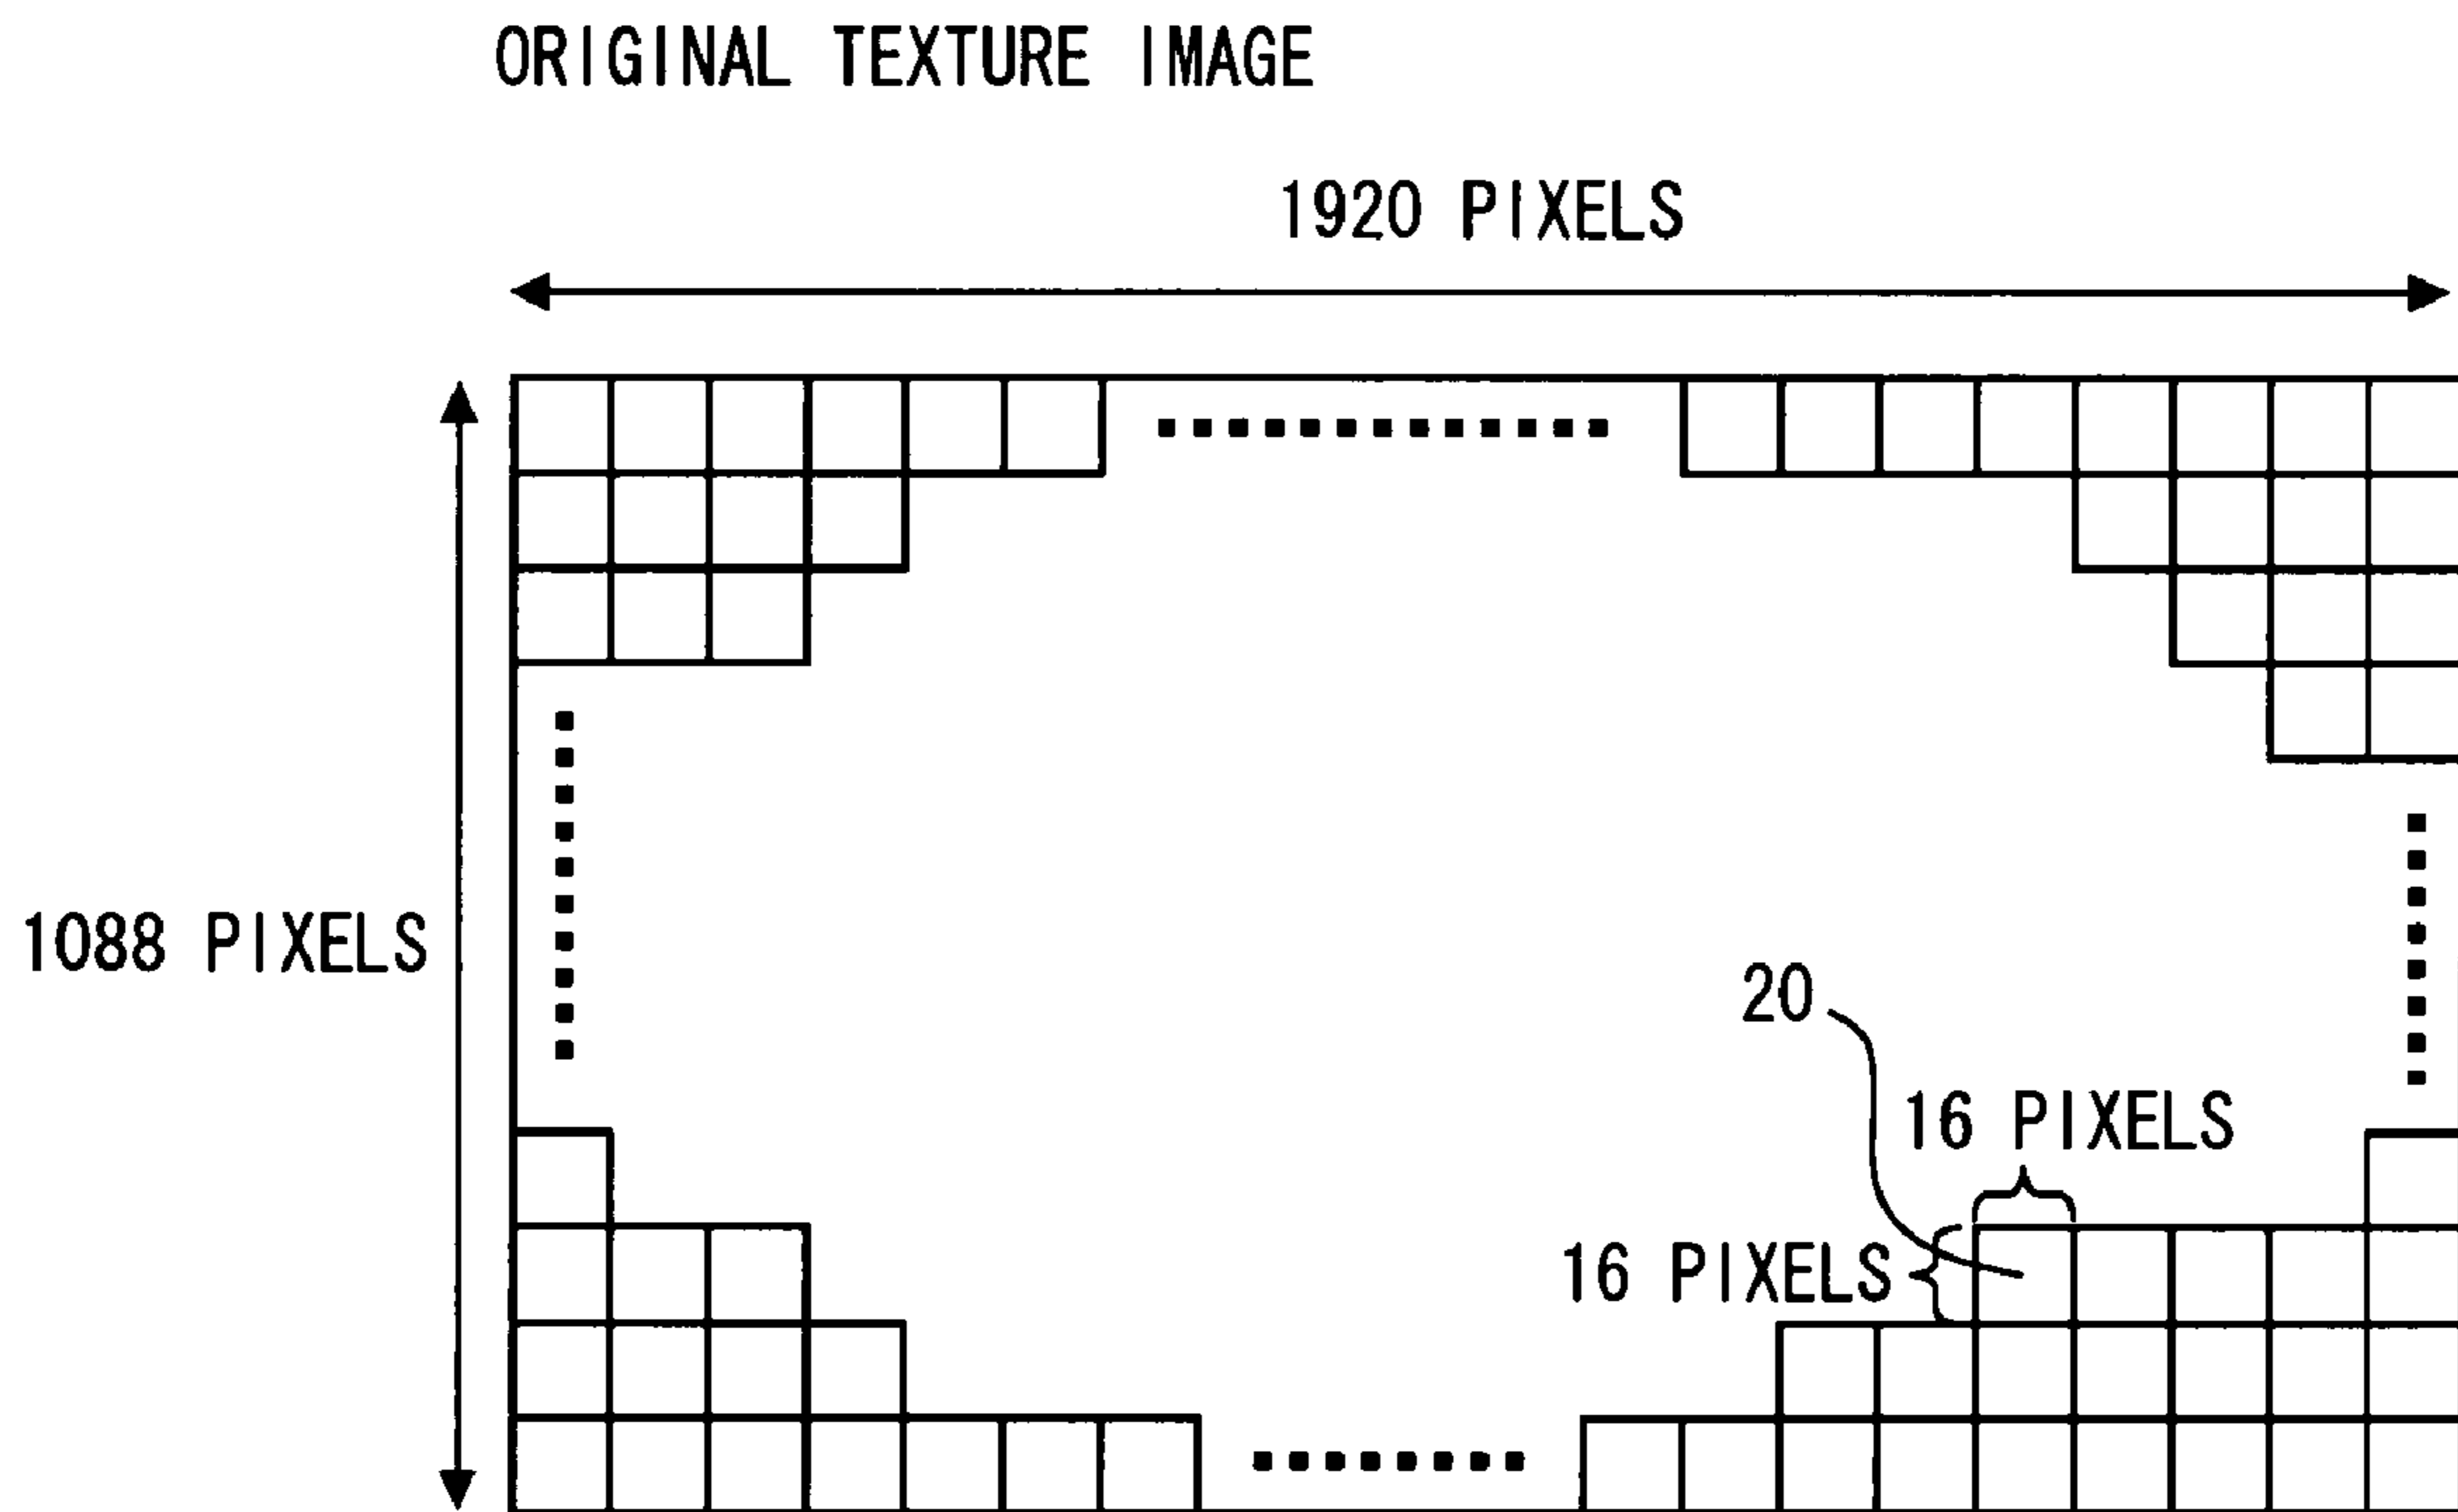 ORIGINAL TEXTURE IMAGE
1920 PIXELS
1088 PIXELS
20
16 PIXELS
16 PIXELS